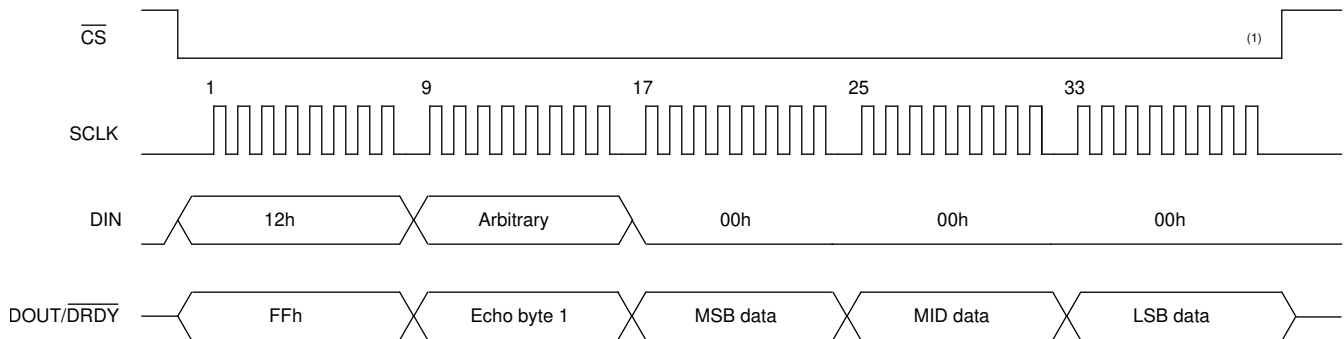 CS
(1)
1 9 17 25 33
SCLK
DIN 12h Arbitrary 00h 00h 00h
DOUT/DRDY FFh Echo byte 1 MSB data MID data LSB data